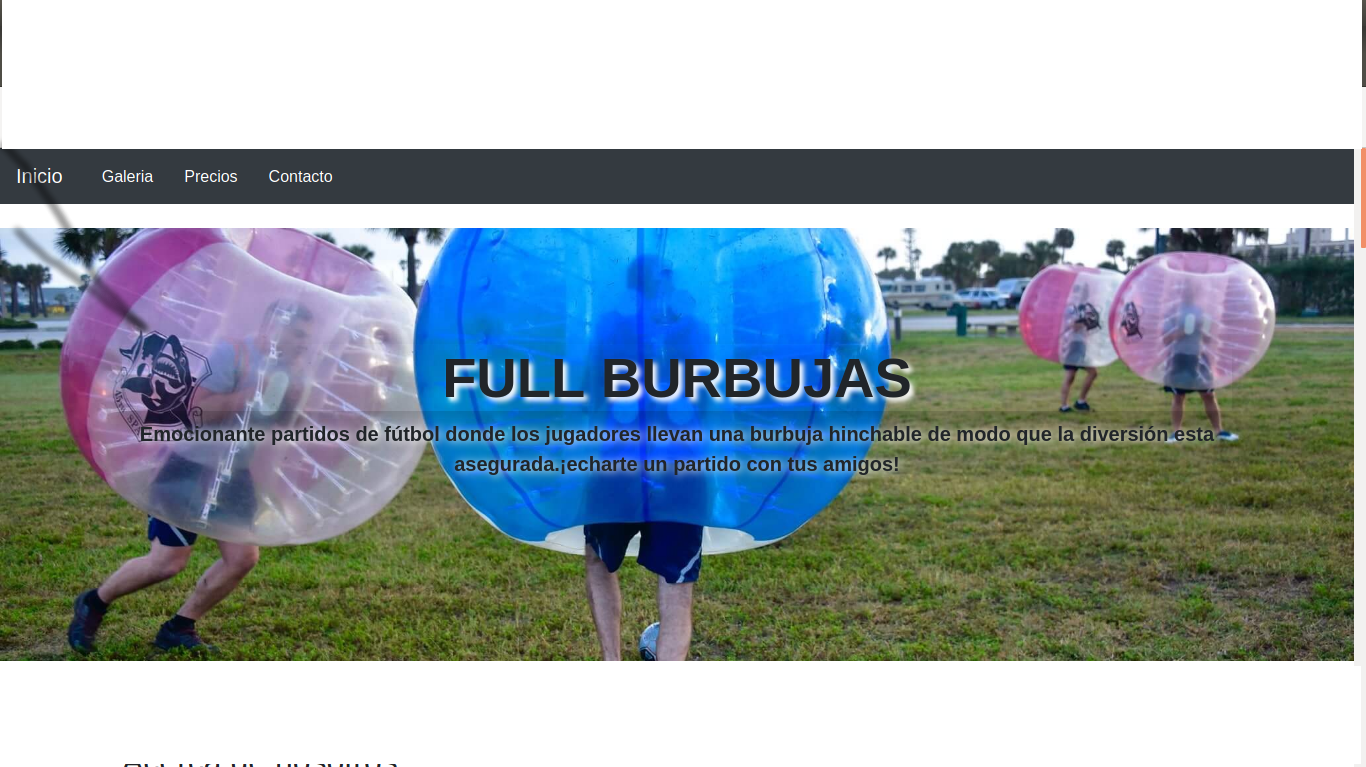 Inicio Galeria Precios Contacto
FULL BURBUJAS
Emocionante partidos de fútbol donde los jugadores llevan una burbuja hinchable de modo que la diversión esta
asegurada.¡echarte un partido con tus amigos!